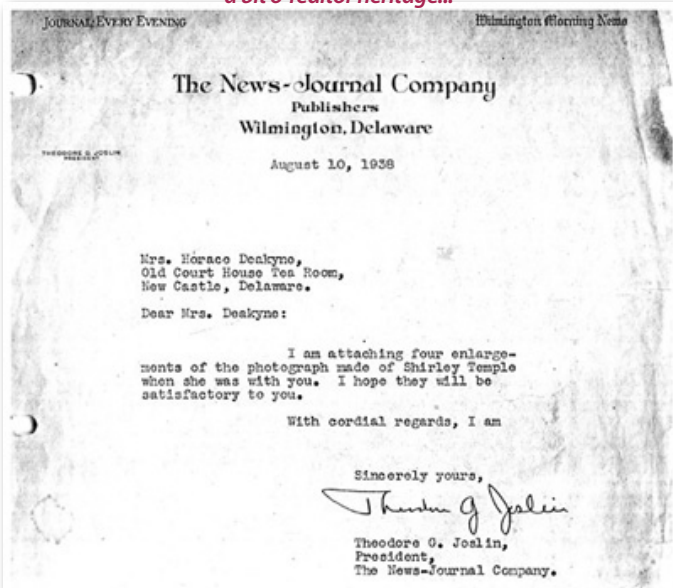 a bit o' realtor heritage...
JOURNAL, EVERY EVENING Wilmington Morning News
The News-Journal Company
Publishers
Wilmington, Delaware
THEODORE G JOSLIN
PRESIDENT
August 10, 1938
Mrs. Horace Deakyne,
Old Court House Tea Room,
New Castle, Delaware.
Dear Mrs. Deakyne:
I am attaching four enlarge-
ments of the photograph made of Shirley Temple
when she was with you. I hope they will be
satisfactory to you.
With cordial regards, I am
Sincerely yours,
Theodore G Joslin
Theodore G. Joslin,
President,
The News-Journal Company.